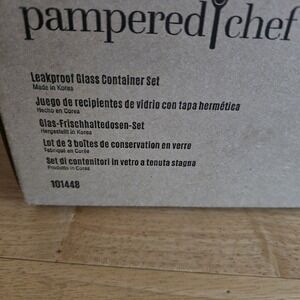 pampered chef
Leakproof Glass Container Set
Made in Korea
Juego de recipientes de vidrio con tapa hermética
Hecho en Corea
Glas-Frischhaltedosen-Set
Hergestellt in Korea
Lot de 3 boîtes de conservation en verre
Fabriqué en Corée
Set di contenitori in vetro a tenuta stagna
Prodotto in Corea
101448